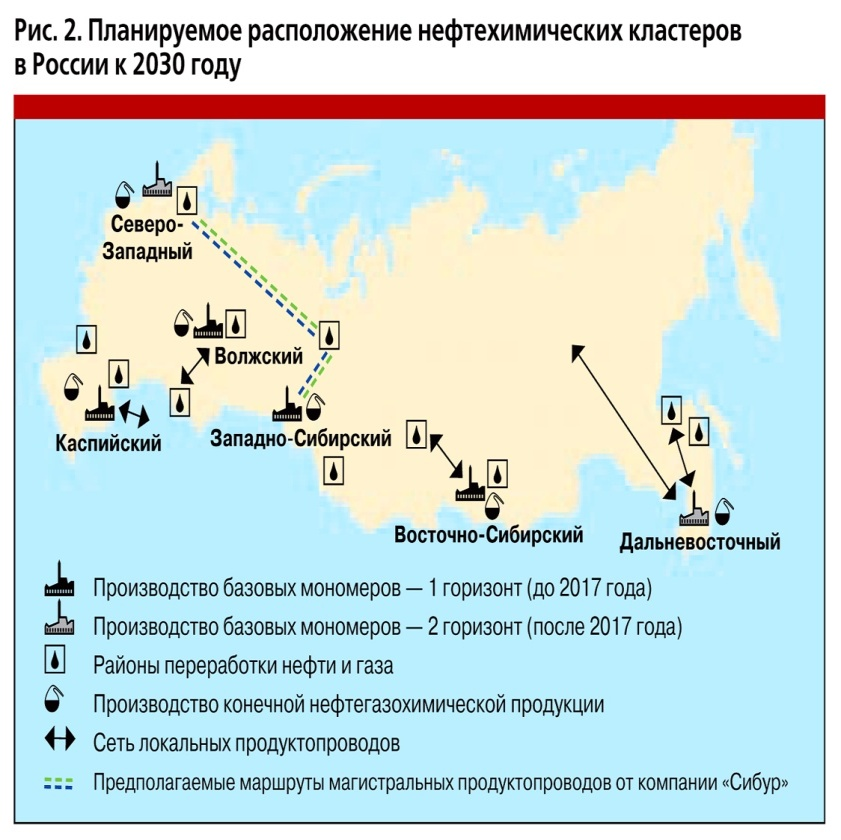 Рис. 2. Планируемое расположение нефтехимических кластеров
в России к 2030 году
Северо-
Западный
Волжский
Каспийский
Западно-Сибирский
Восточно-Сибирский
Дальневосточный
Производство базовых мономеров — 1 горизонт (до 2017 года)
Производство базовых мономеров — 2 горизонт (после 2017 года)
Районы переработки нефти и газа
Производство конечной нефтегазохимической продукции
Сеть локальных продуктопроводов
Предполагаемые маршруты магистральных продуктопроводов от компании «Сибур»